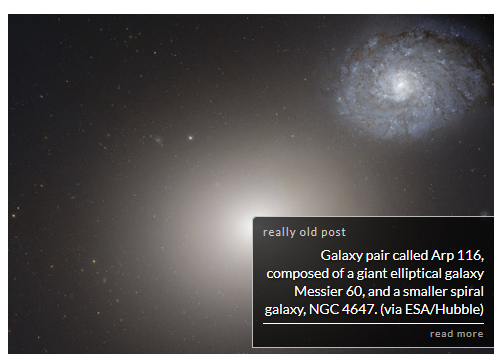 really old post
Galaxy pair called Arp 116,
composed of a giant elliptical galaxy
Messier 60, and a smaller spiral
galaxy, NGC 4647. (via ESA/Hubble)
read more